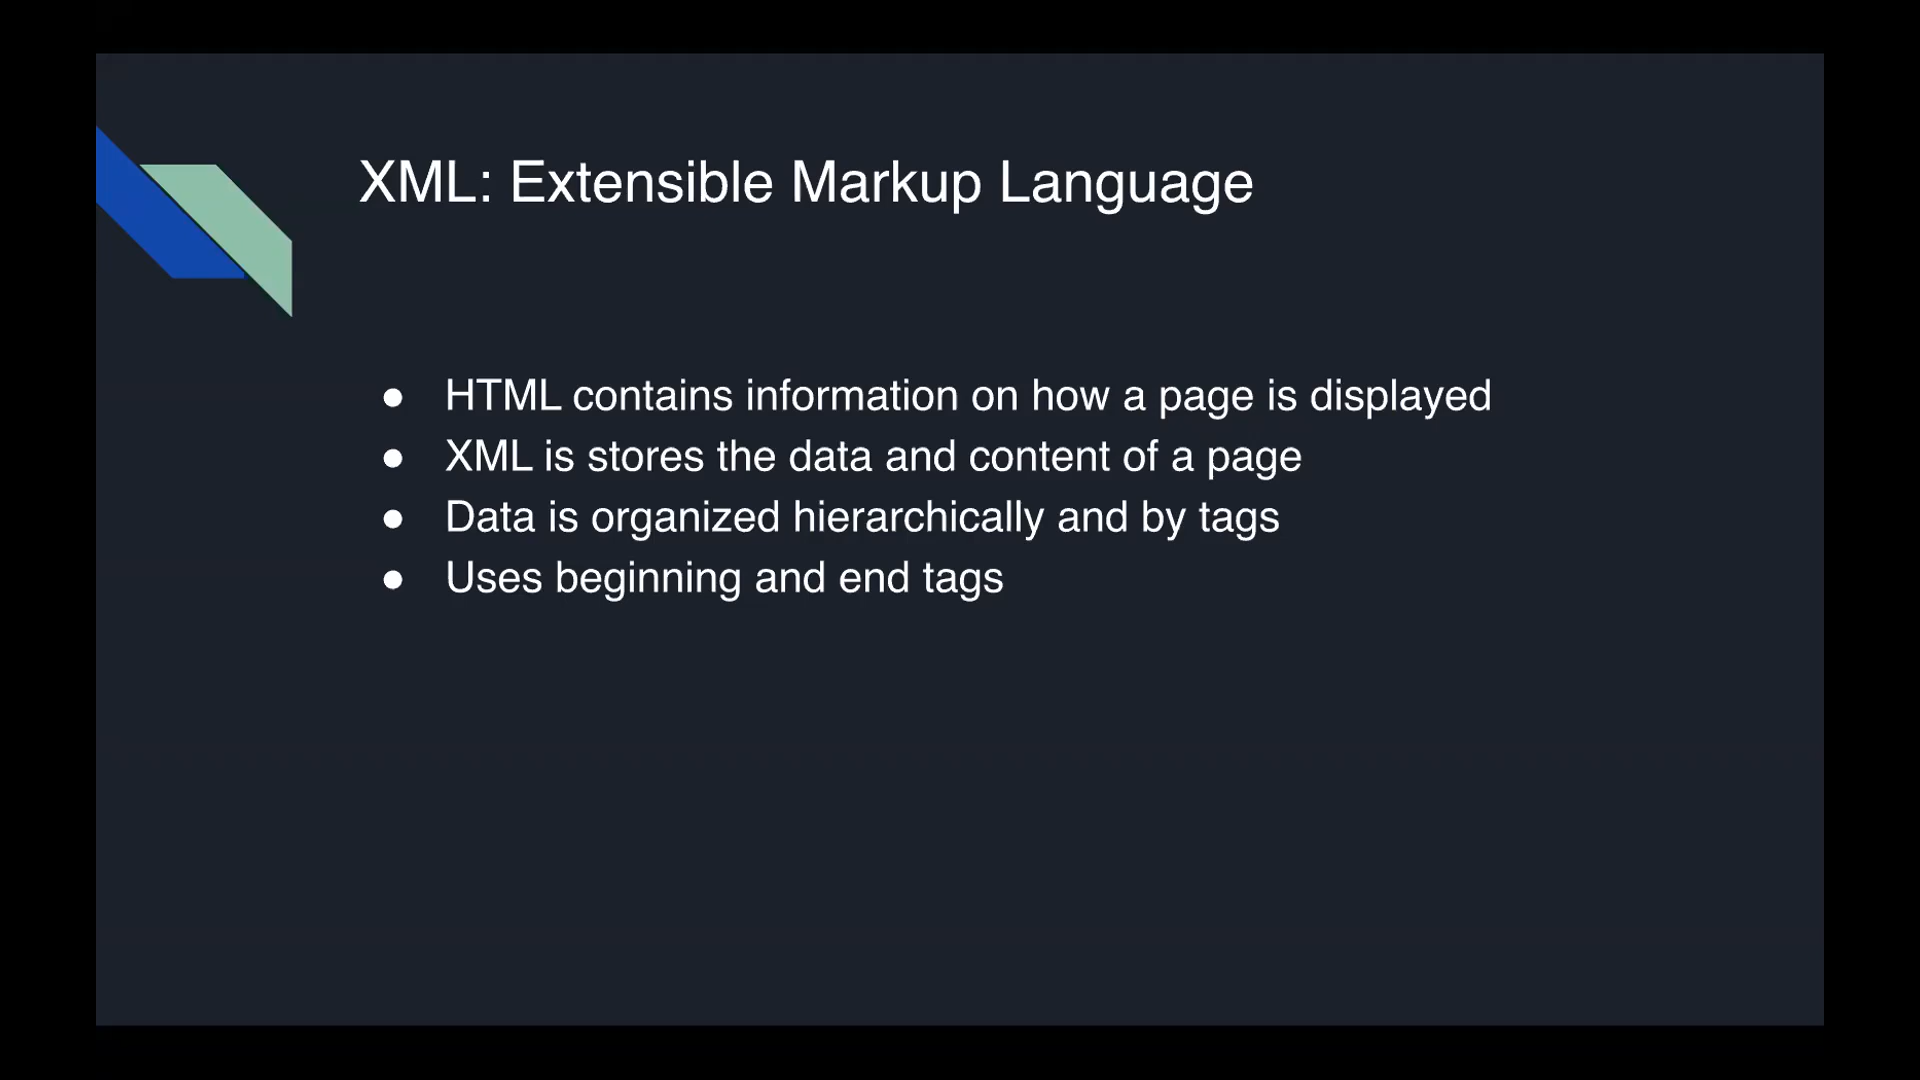 XML: Extensible Markup Language
● HTML contains information on how a page is displayed
● XML is stores the data and content of a page
● Data is organized hierarchically and by tags
● Uses beginning and end tags